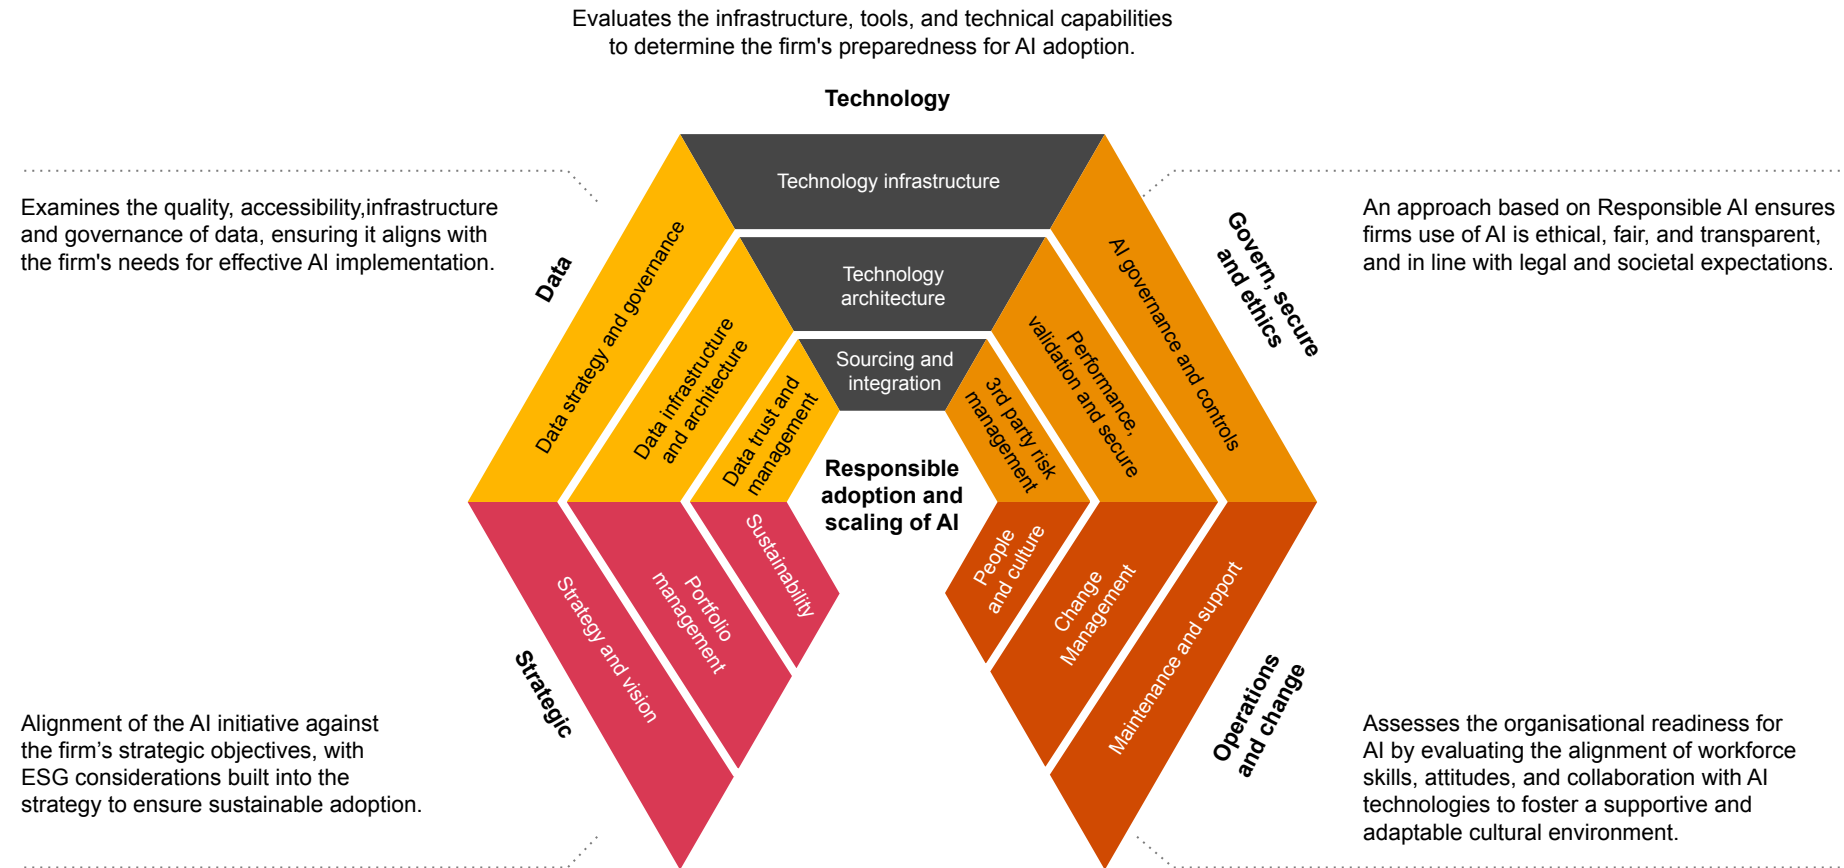 Evaluates the infrastructure, tools, and technical capabilities
to determine the firm's preparedness for AI adoption.
Technology
Technology infrastructure
Technology
architecture
Sourcing and
integration
Examines the quality, accessibility,infrastructure
and governance of data, ensuring it aligns with
the firm's needs for effective AI implementation.
Data
Data strategy and governance
Data infrastructure
and architecture
Data trust and
management
An approach based on Responsible AI ensures
firms use of AI is ethical, fair, and transparent,
and in line with legal and societal expectations.
Govern, secure
and ethics
AI governance and controls
Performance,
validation and secure
3rd party risk
management
Responsible
adoption and
scaling of AI
Strategic
Strategy and vision
Portfolio
management
Sustainability
Alignment of the AI initiative against
the firm’s strategic objectives, with
ESG considerations built into the
strategy to ensure sustainable adoption.
People
and culture
Change
Management
Maintenance and support
Operations
and change
Assesses the organisational readiness for
AI by evaluating the alignment of workforce
skills, attitudes, and collaboration with AI
technologies to foster a supportive and
adaptable cultural environment.